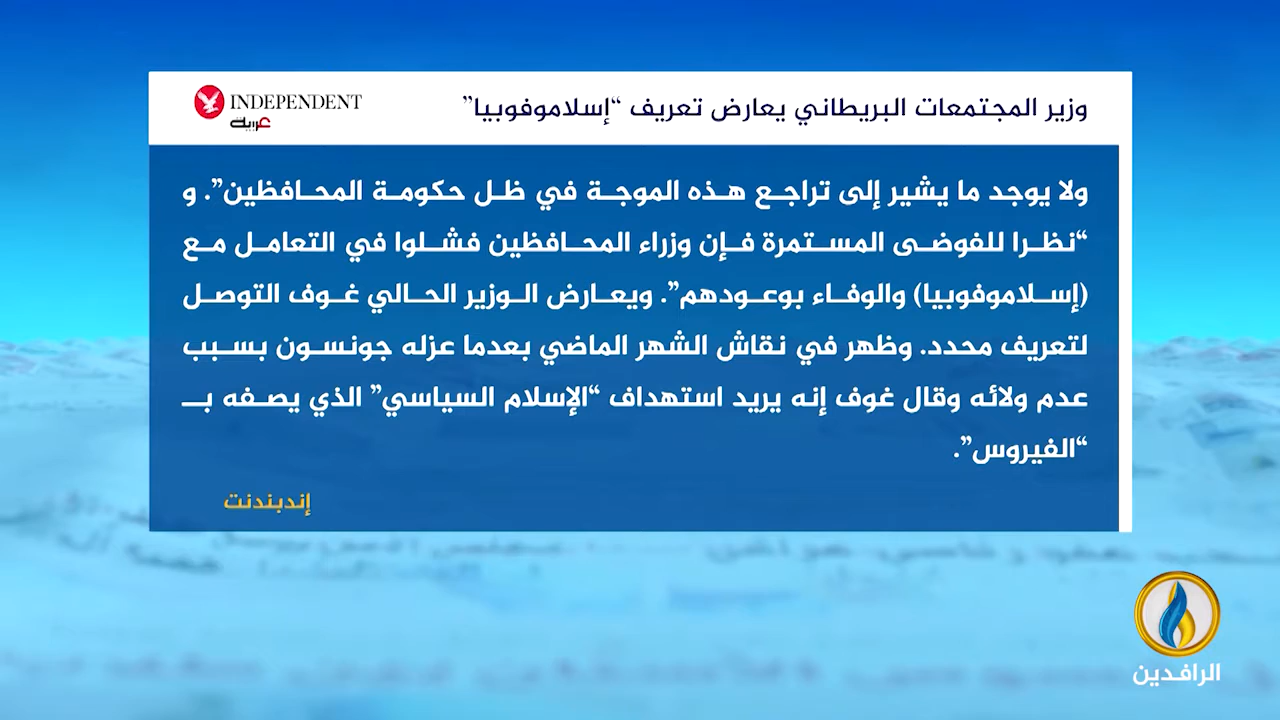 وزير المجتمعات البريطاني يعارض تعريف “إسلاموفوبيا”
INDEPENDENT
عربية
ولا يوجد ما يشير إلى تراجع هذه الموجة في ظل حكومة المحافظين”. و
“نظرا للفوضى المستمرة فإن وزراء المحافظين فشلوا في التعامل مع
(إسلاموفوبيا) والوفاء بوعودهم”. ويعارض الوزير الحالي غوف التوصل
لتعريف محدد. وظهر في نقاش الشهر الماضي بعدما عزله جونسون بسبب
عدم ولائه وقال غوف إنه يريد استهداف “الإسلام السياسي” الذي يصفه بـ
“الفيروس”.
إندبندنت
الرافدين